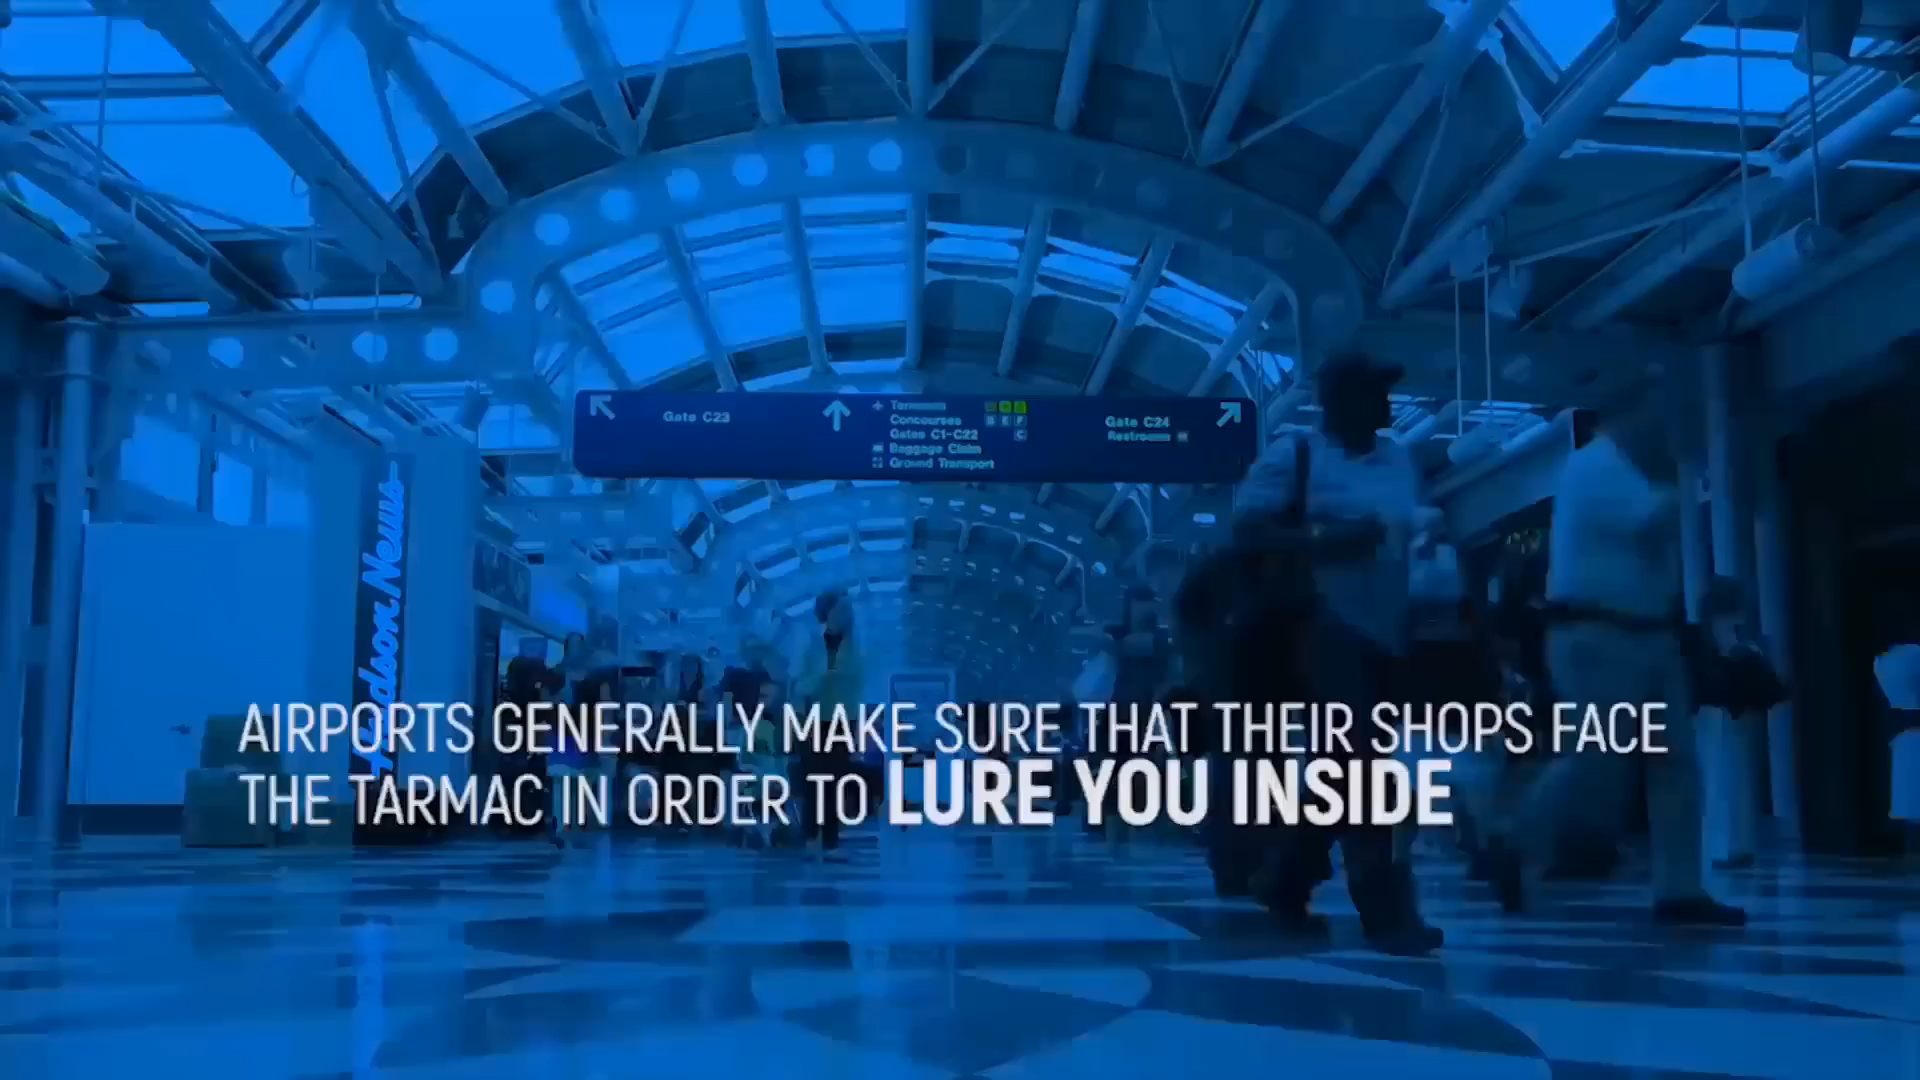 Gate C23
Terminals
Concourses B E F
Gates C1-C22 C
Baggage Claim
Ground Transport
Gate C24
Restrooms
Hudson News
AIRPORTS GENERALLY MAKE SURE THAT THEIR SHOPS FACE
THE TARMAC IN ORDER TO LURE YOU INSIDE